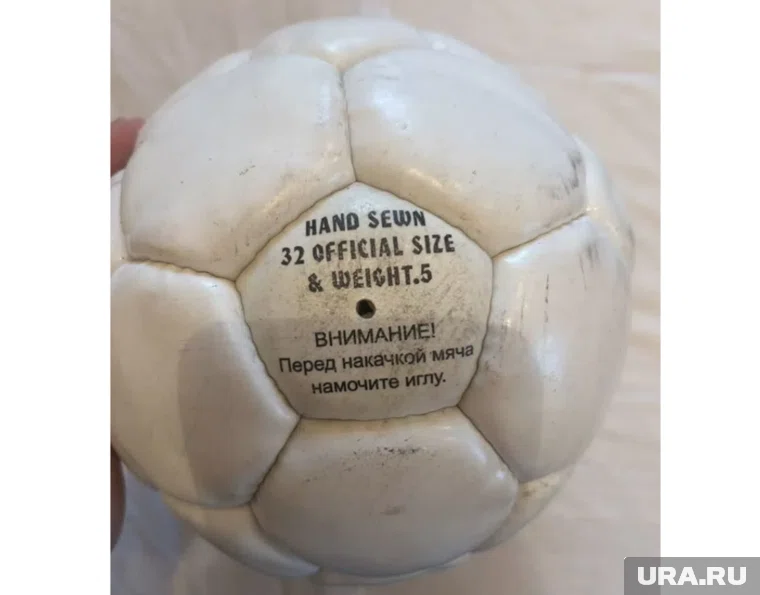 HAND SEWN
32 OFFICIAL SIZE
& WEIGHT.5
ВНИМАНИЕ!
Перед накачкой мяча
намочите иглу.
URA.RU